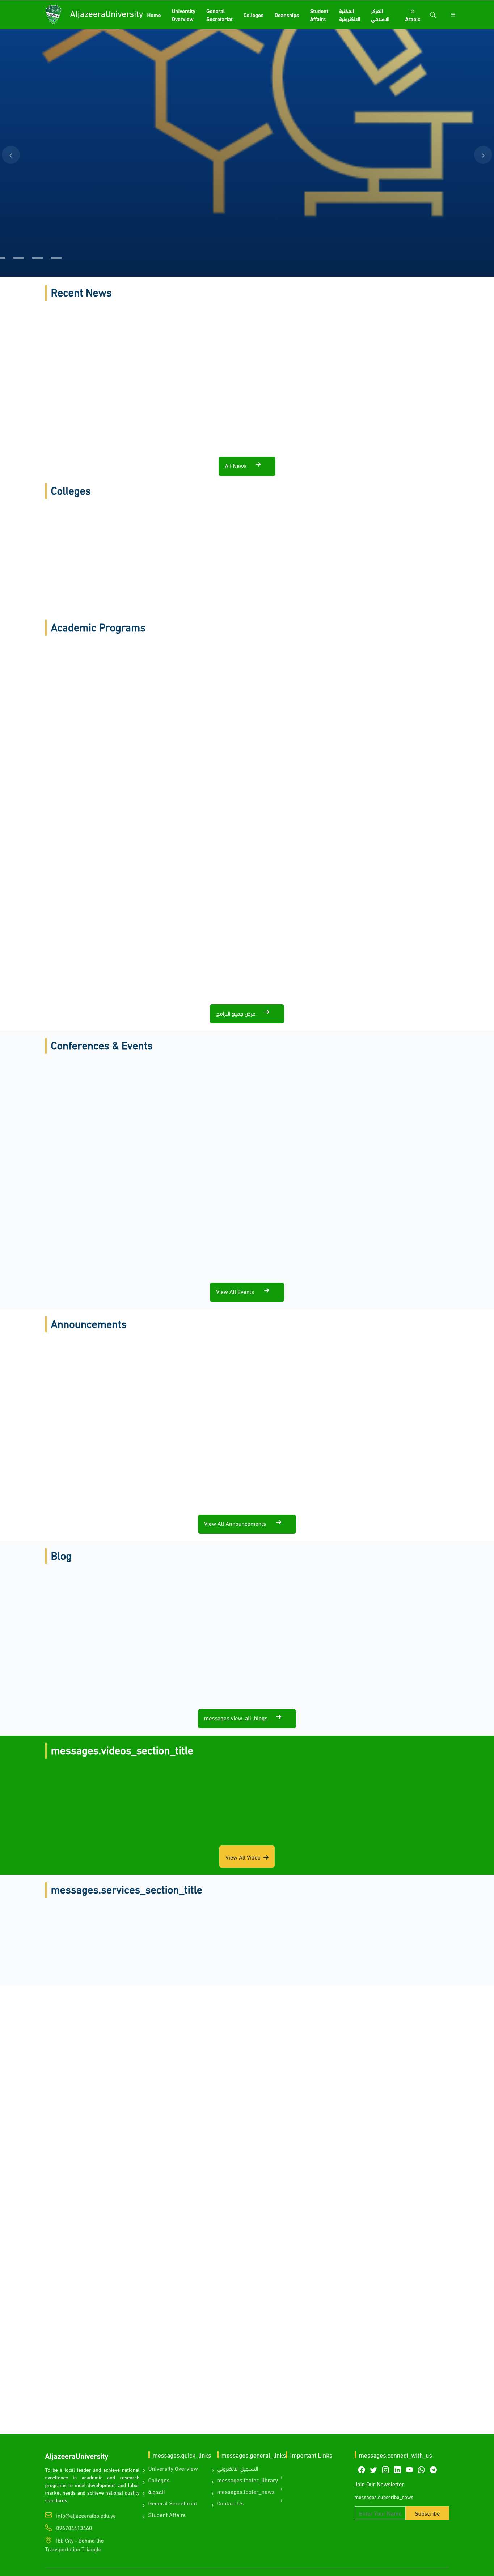 AljazeeraUniversity
Home
University Overview
General Secretariat
Colleges
Deanships
Student Affairs
المكتبة الالكترونية
المركز الاعلامي
Arabic
Recent News
All News
Colleges
Academic Programs
عرض جميع البرامج
Conferences & Events
View All Events
Announcements
View All Announcements
Blog
messages.view_all_blogs
messages.videos_section_title
View All Video
messages.services_section_title
AljazeeraUniversity
To be a local leader and achieve national
excellence in academic and research
programs to meet development and labor
market needs and achieve national quality
standards.
info@aljazeeraibb.edu.ye
096704413460
Ibb City - Behind the
Transportation Triangle
messages.quick_links
University Overview
Colleges
المدونة
General Secretariat
Student Affairs
messages.general_links
التسجيل الالكتروني
messages.footer_library
messages.footer_news
Contact Us
Important Links
messages.connect_with_us
Join Our Newsletter
messages.subscribe_news
Subscribe